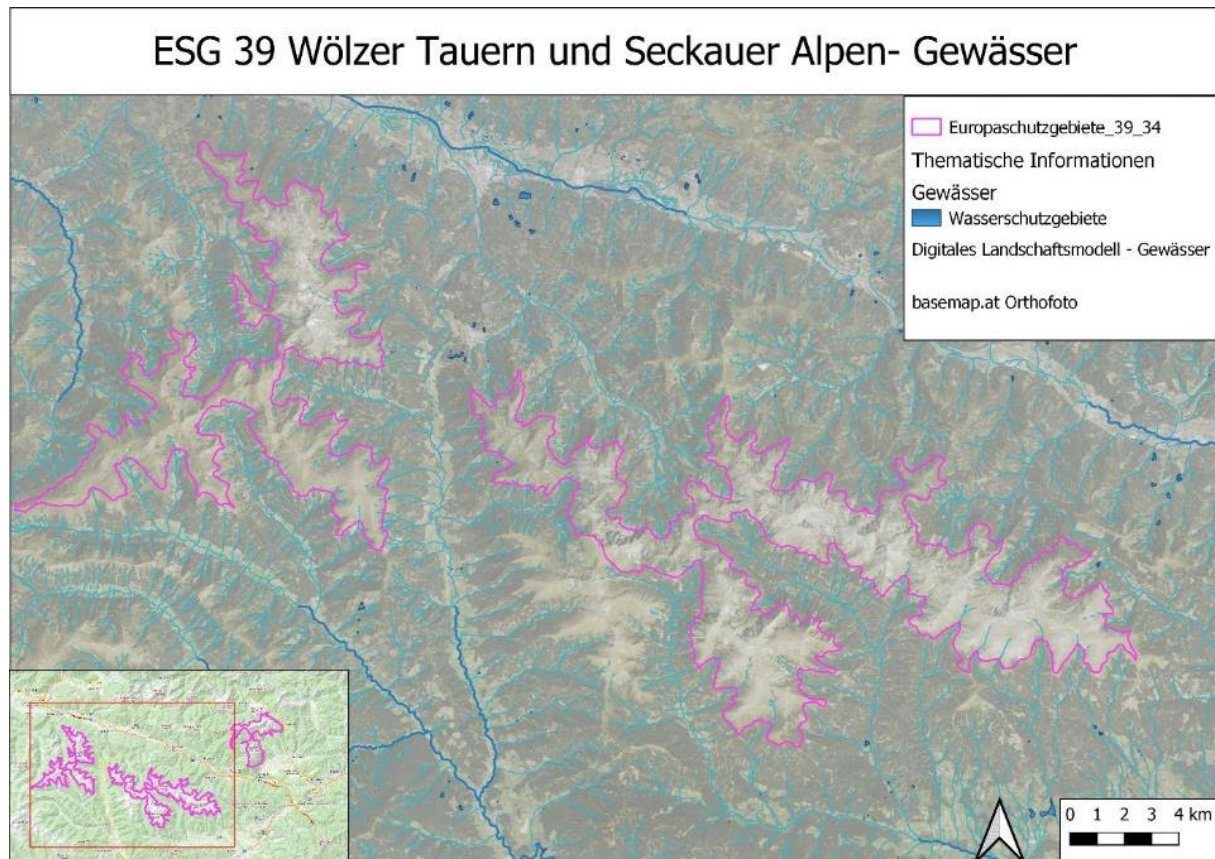 ESG 39 Wölzer Tauern und Seckauer Alpen- Gewässer
Europaschutzgebiete_39_34
Thematische Informationen
Gewässer
Wasserschutzgebiete
Digitales Landschaftsmodell - Gewässer
basemap.at Orthofoto
0 1 2 3 4 km